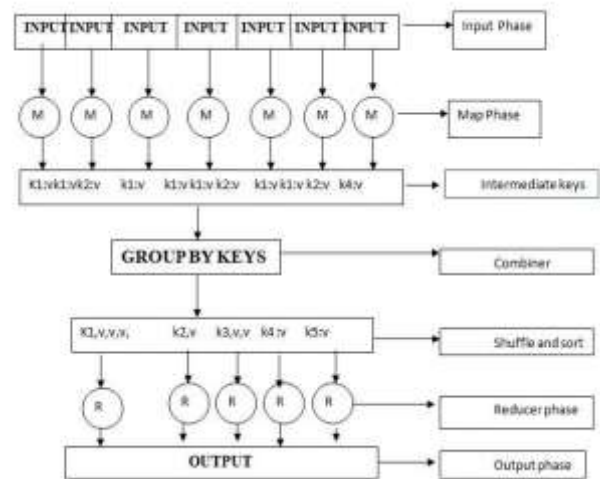 INPUT INPUT INPUT INPUT INPUT INPUT INPUT
Input Phase
M M M M M M M
Map Phase
K1:vk1:vk2:v k1:v k1:v k1:v k2:v k1:v k1:v k2:v k4:v
Intermediate keys
GROUP BY KEYS
Combiner
K1,v,v,v, k2,v k3,v,v k4:v k5:v
Shuffle and sort
R R R R R
Reducer phase
OUTPUT
Output phase